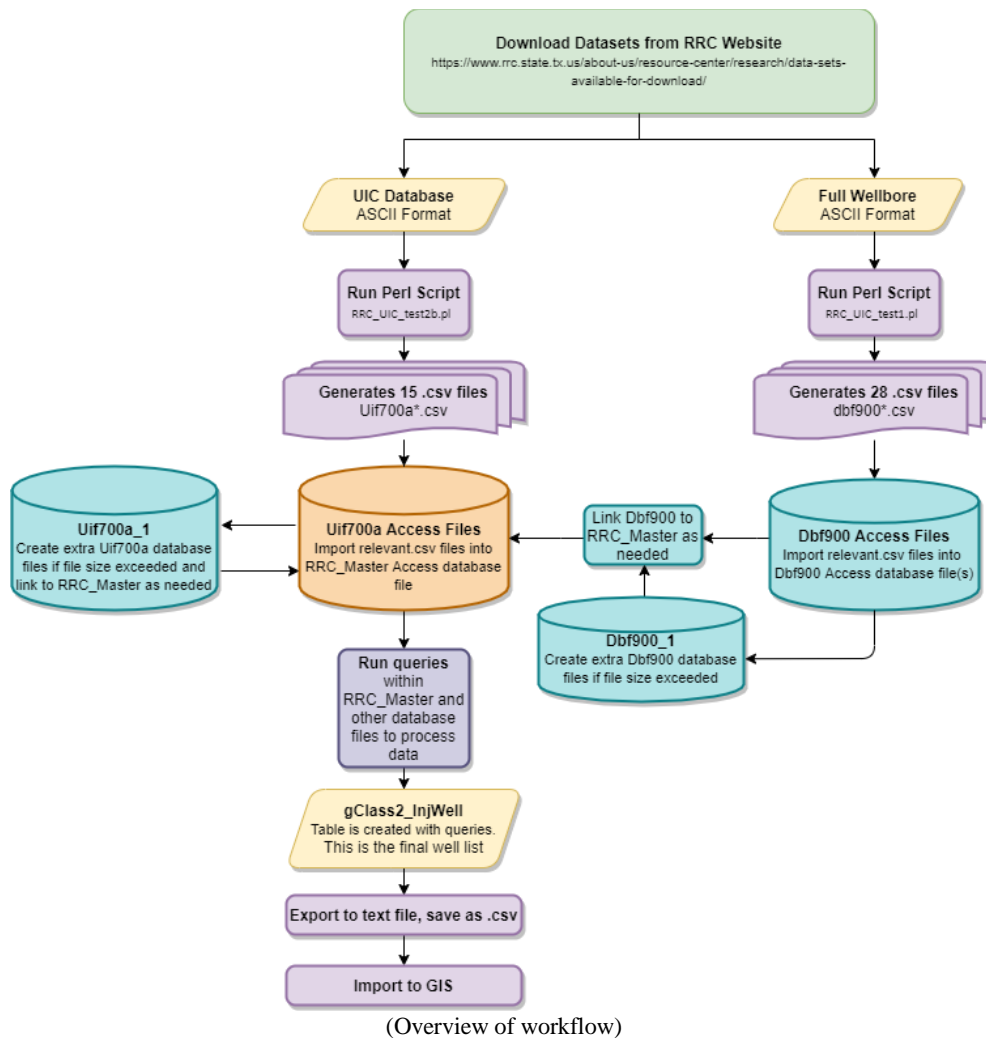 Download Datasets from RRC Website
https://www.rrc.state.tx.us/about-us/resource-center/research/data-sets-
available-for-download/
UIC Database
ASCII Format
Full Wellbore
ASCII Format
Run Perl Script
RRC_UIC_test2b.pl
Run Perl Script
RRC_UIC_test1.pl
Generates 15 .csv files
Uif700a*.csv
Generates 28 .csv files
dbf900*.csv
Uif700a_1
Create extra Uif700a database
files if file size exceeded and
link to RRC_Master as needed
Uif700a Access Files
Import relevant.csv files into
RRC_Master Access database
file
Link Dbf900 to
RRC_Master as
needed
Dbf900 Access Files
Import relevant.csv files into
Dbf900 Access database file(s)
Dbf900_1
Create extra Dbf900 database
files if file size exceeded
Run queries
within
RRC_Master and
other database
files to process
data
gClass2_InjWell
Table is created with queries.
This is the final well list
Export to text file, save as .csv
Import to GIS
(Overview of workflow)